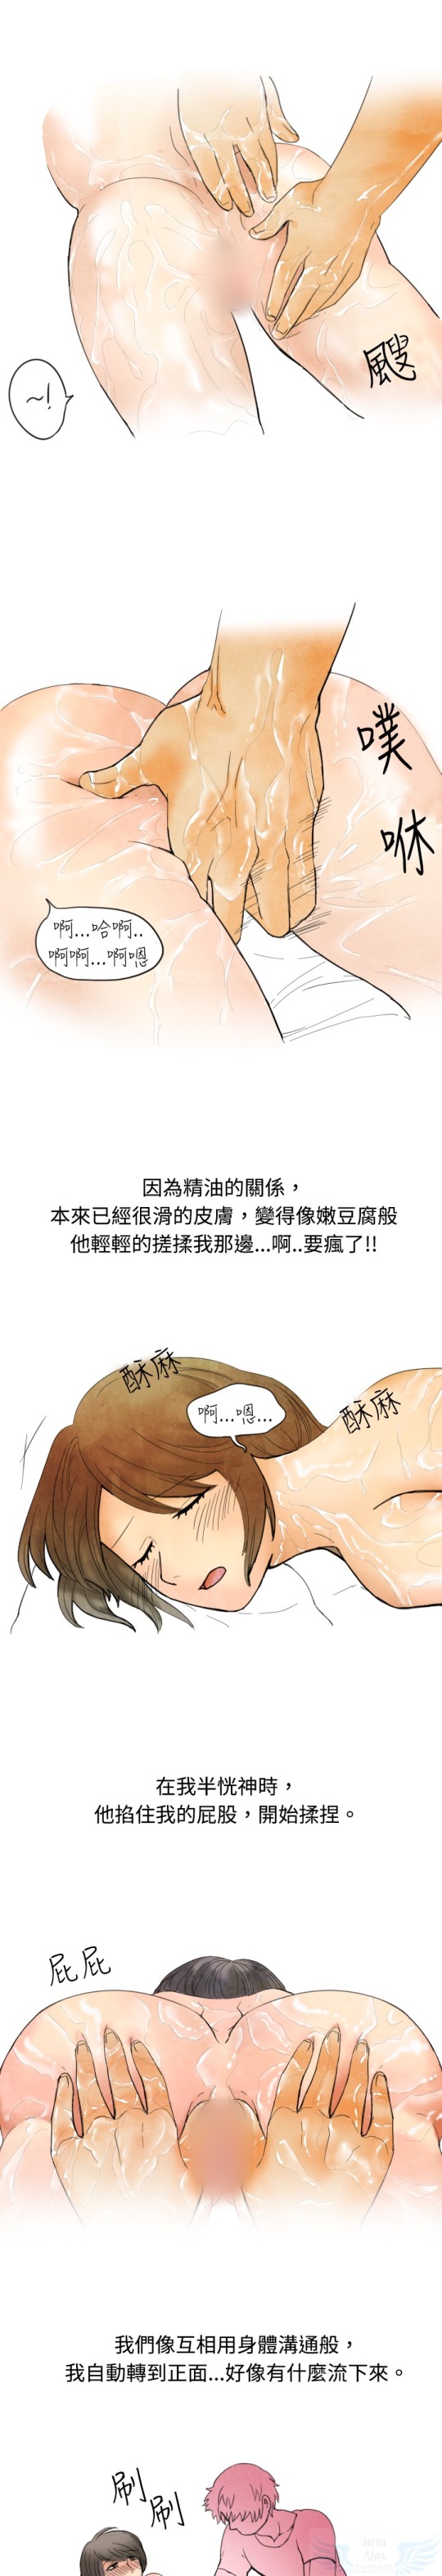 ~!
颼
噗
咻
啊...哈啊..
啊啊...啊嗯
因為精油的關係，
本來已經很滑的皮膚，變得像嫩豆腐般
他輕輕的搓揉我那邊...啊..要瘋了!!
酥麻
啊...嗯...
酥麻
在我半恍神時，
他掐住我的屁股，開始揉捏。
屁屁
我們像互相用身體溝通般，
我自動轉到正面...好像有什麼流下來。
刷
刷